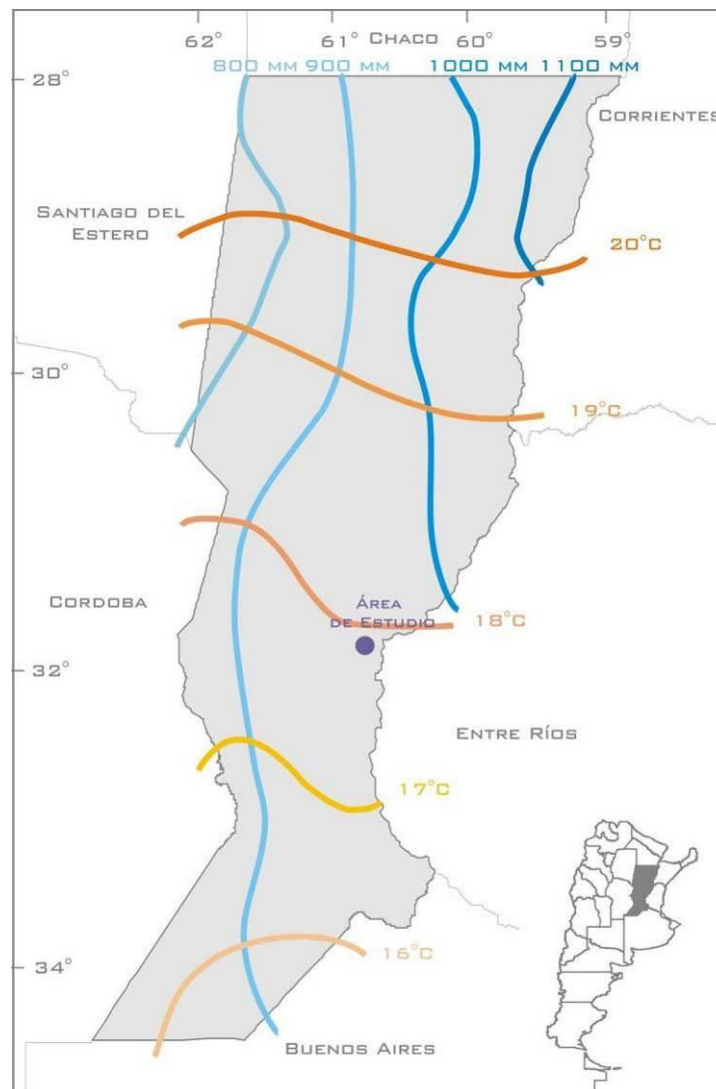 62° 61° CHACO 60° 59°
800 MM 900 MM 1000 MM 1100 MM
28°
CORRIENTES
SANTIAGO DEL
ESTERO
20°C
30°
19°C
CORDOBA
ÁREA
DE ESTUDIO
18°C
32°
ENTRE RÍOS
17°C
16°C
34°
BUENOS AIRES